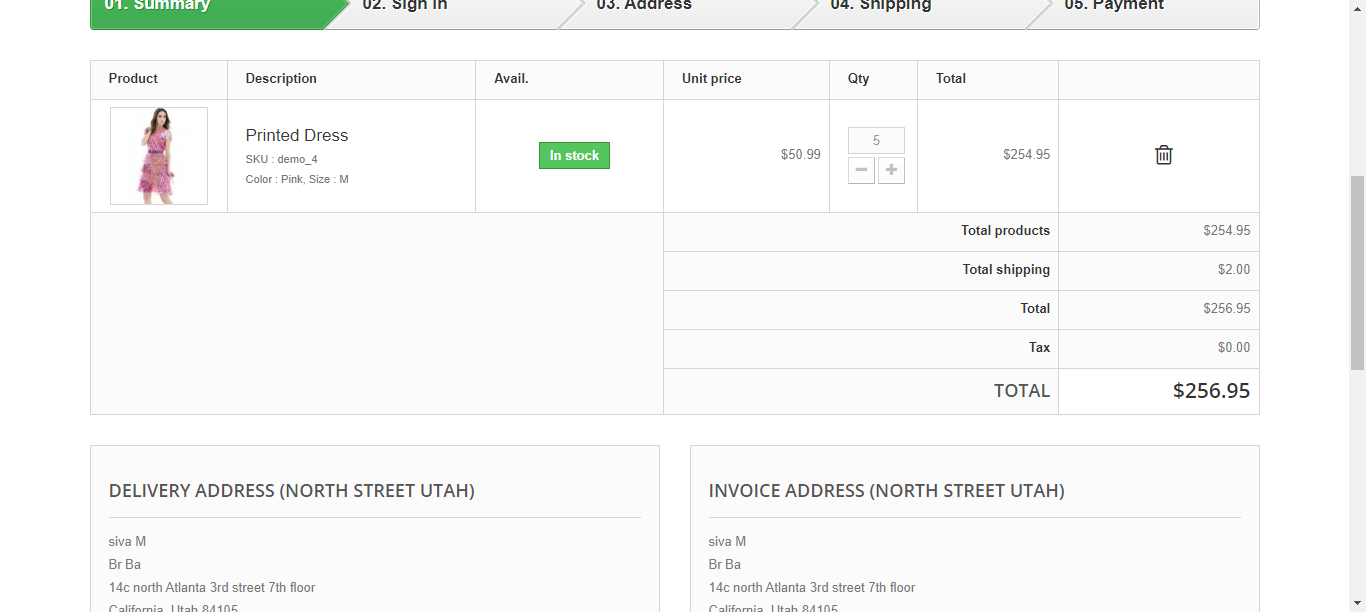 01. Summary
02. Sign in
03. Address
04. Shipping
05. Payment
Product Description Avail. Unit price Qty Total
Printed Dress
SKU : demo_4
Color : Pink, Size : M
In stock
$50.99
5
$254.95
Total products $254.95
Total shipping $2.00
Total $256.95
Tax $0.00
TOTAL $256.95
DELIVERY ADDRESS (NORTH STREET UTAH)
siva M
Br Ba
14c north Atlanta 3rd street 7th floor
California, Utah 84105
INVOICE ADDRESS (NORTH STREET UTAH)
siva M
Br Ba
14c north Atlanta 3rd street 7th floor
California, Utah 84105